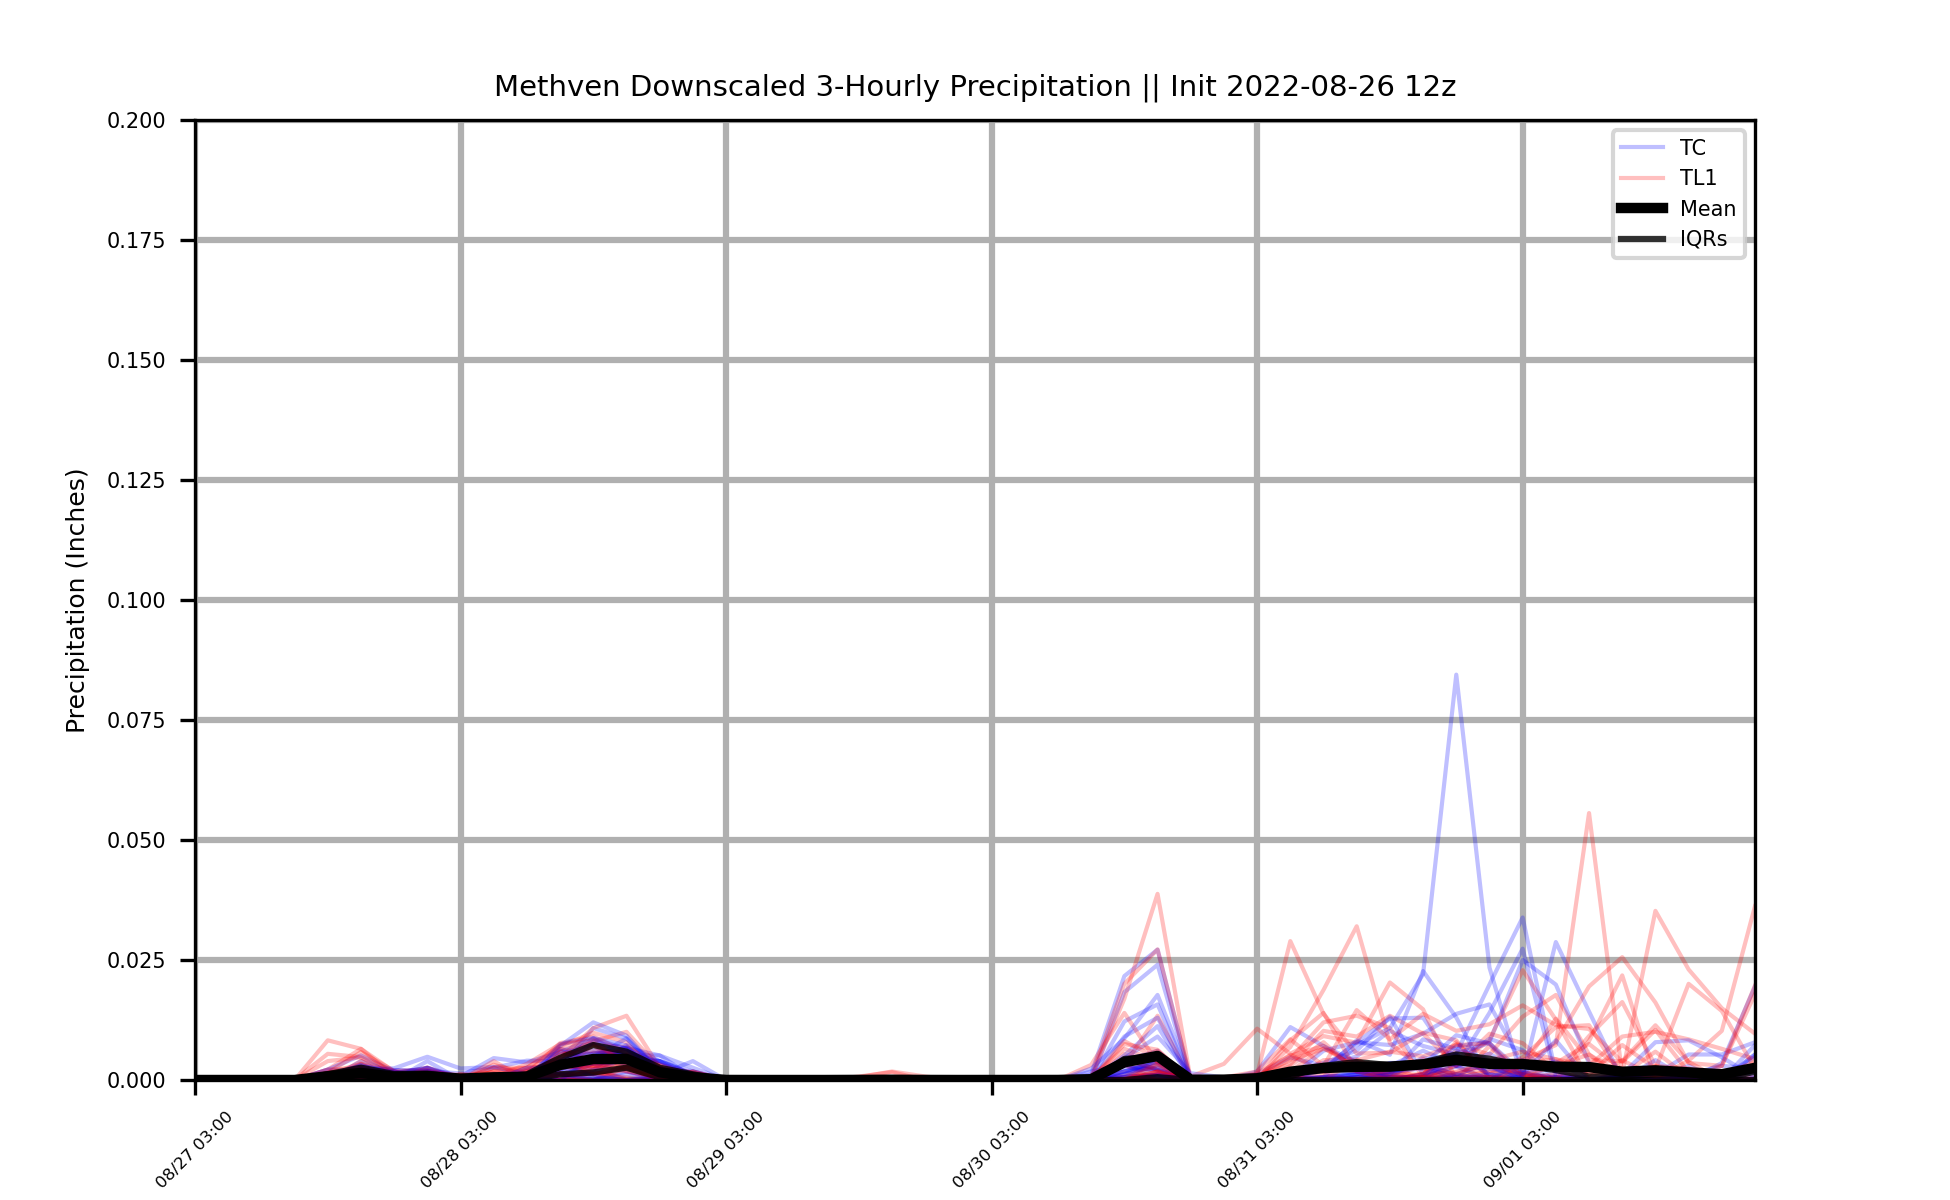 Methven Downscaled 3-Hourly Precipitation || Init 2022-08-26 12z
0.200
0.175
0.150
0.125
0.100
0.075
0.050
0.025
0.000
Precipitation (Inches)
TC
TL1
Mean
IQRs
08/27 03:00
08/28 03:00
08/29 03:00
08/30 03:00
08/31 03:00
09/01 03:00